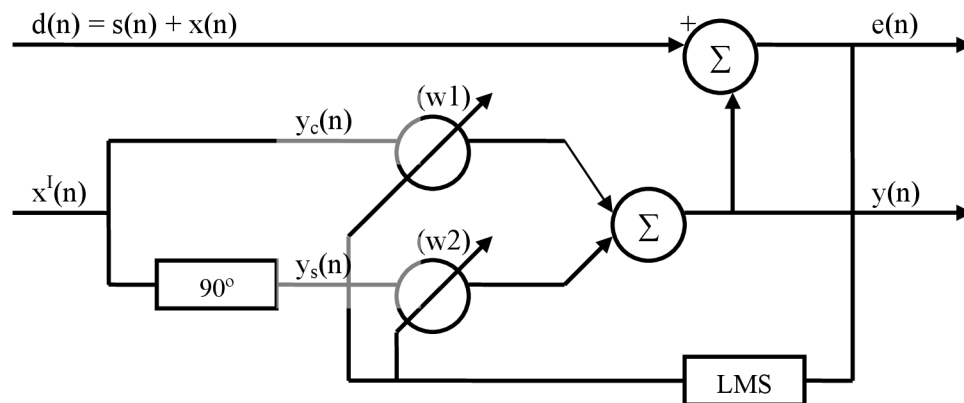 d(n) = s(n) + x(n)
+
e(n)
Σ
(w1)
y_c(n)
x^I(n)
y(n)
Σ
(w2)
y_s(n)
90°
LMS